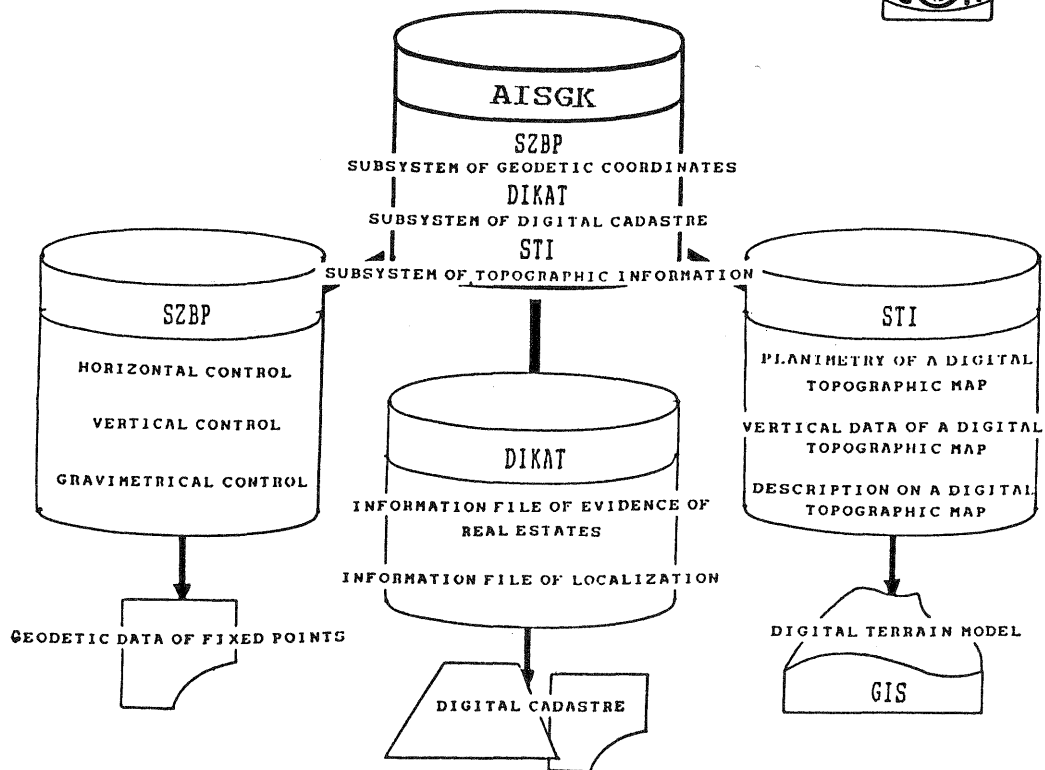 AISGK
SZBP
SUBSYSTEM OF GEODETIC COORDINATES
DIKAT
SUBSYSTEM OF DIGITAL CADASTRE
STI
SUBSYSTEM OF TOPOGRAPHIC INFORMATION
SZBP
HORIZONTAL CONTROL
VERTICAL CONTROL
GRAVIMETRICAL CONTROL
GEODETIC DATA OF FIXED POINTS
DIKAT
INFORMATION FILE OF EVIDENCE OF
REAL ESTATES
INFORMATION FILE OF LOCALIZATION
DIGITAL CADASTRE
STI
PLANIMETRY OF A DIGITAL
TOPOGRAPHIC MAP
VERTICAL DATA OF A DIGITAL
TOPOGRAPHIC MAP
DESCRIPTION ON A DIGITAL
TOPOGRAPHIC MAP
DIGITAL TERRAIN MODEL
GIS